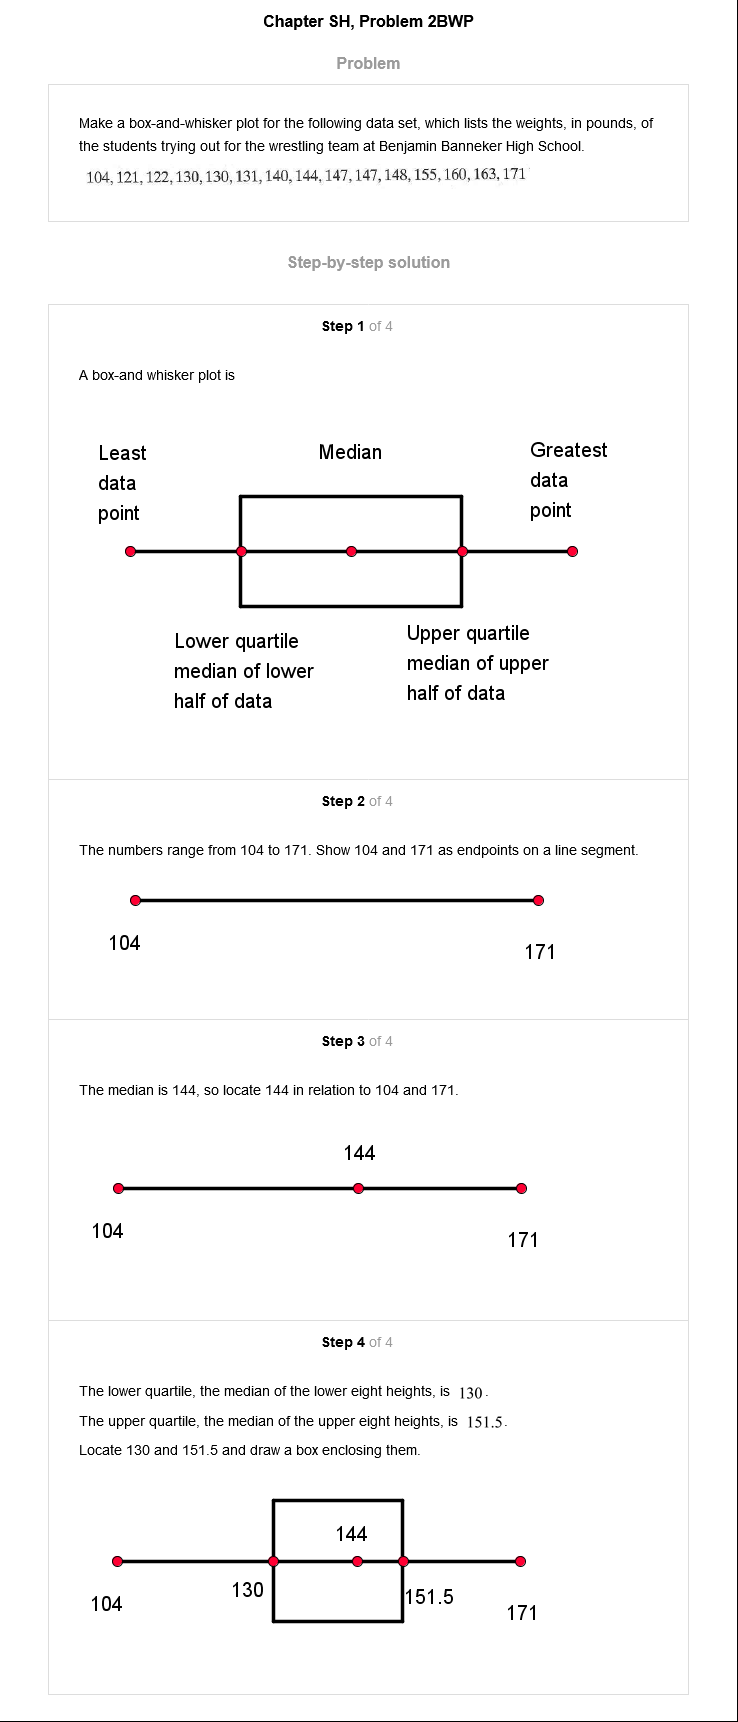 Chapter SH, Problem 2BWP
Problem
Make a box-and-whisker plot for the following data set, which lists the weights, in pounds, of
the students trying out for the wrestling team at Benjamin Banneker High School.
104, 121, 122, 130, 130, 131, 140, 144, 147, 147, 148, 155, 160, 163, 171
Step-by-step solution
Step 1 of 4
A box-and whisker plot is
Least
data
point
Median
Greatest
data
point
Lower quartile
median of lower
half of data
Upper quartile
median of upper
half of data
Step 2 of 4
The numbers range from 104 to 171. Show 104 and 171 as endpoints on a line segment.
104
171
Step 3 of 4
The median is 144, so locate 144 in relation to 104 and 171.
144
104
171
Step 4 of 4
The lower quartile, the median of the lower eight heights, is 130.
The upper quartile, the median of the upper eight heights, is 151.5.
Locate 130 and 151.5 and draw a box enclosing them.
144
104
130
151.5
171